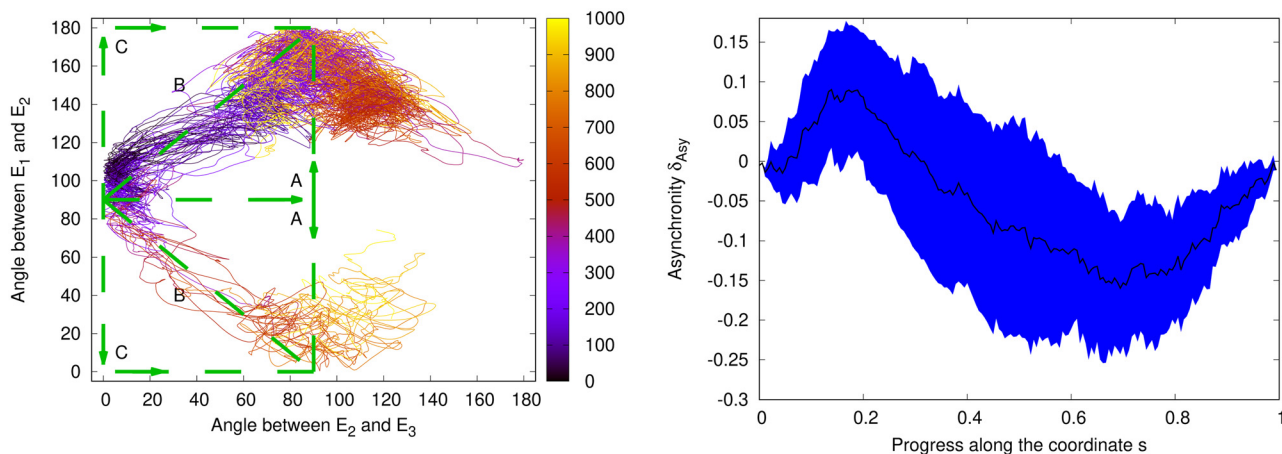 180
160
140
120
100
80
60
40
20
0
Angle between E1 and E2
0 20 40 60 80 100 120 140 160 180
Angle between E2 and E3
C
B
A
A
B
C
1000
900
800
700
600
500
400
300
200
100
0
0.15
0.1
0.05
0
-0.05
-0.1
-0.15
-0.2
-0.25
-0.3
Asynchronity δAsy
0 0.2 0.4 0.6 0.8 1
Progress along the coordinate s